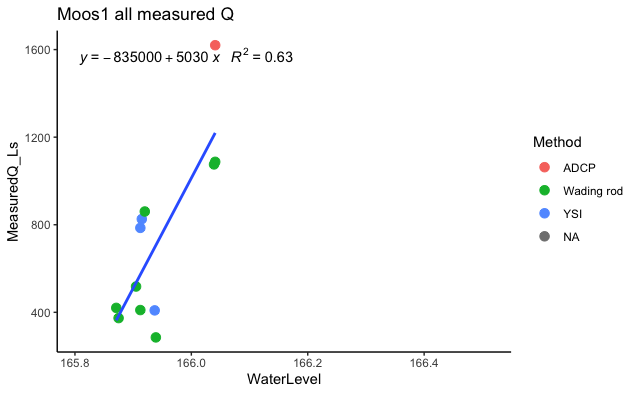 Moos1 all measured Q
y = −835000 + 5030 x R² = 0.63
1600
1200
800
400
MeasuredQ_Ls
165.8 166.0 166.2 166.4
WaterLevel
Method
ADCP
Wading rod
YSI
NA